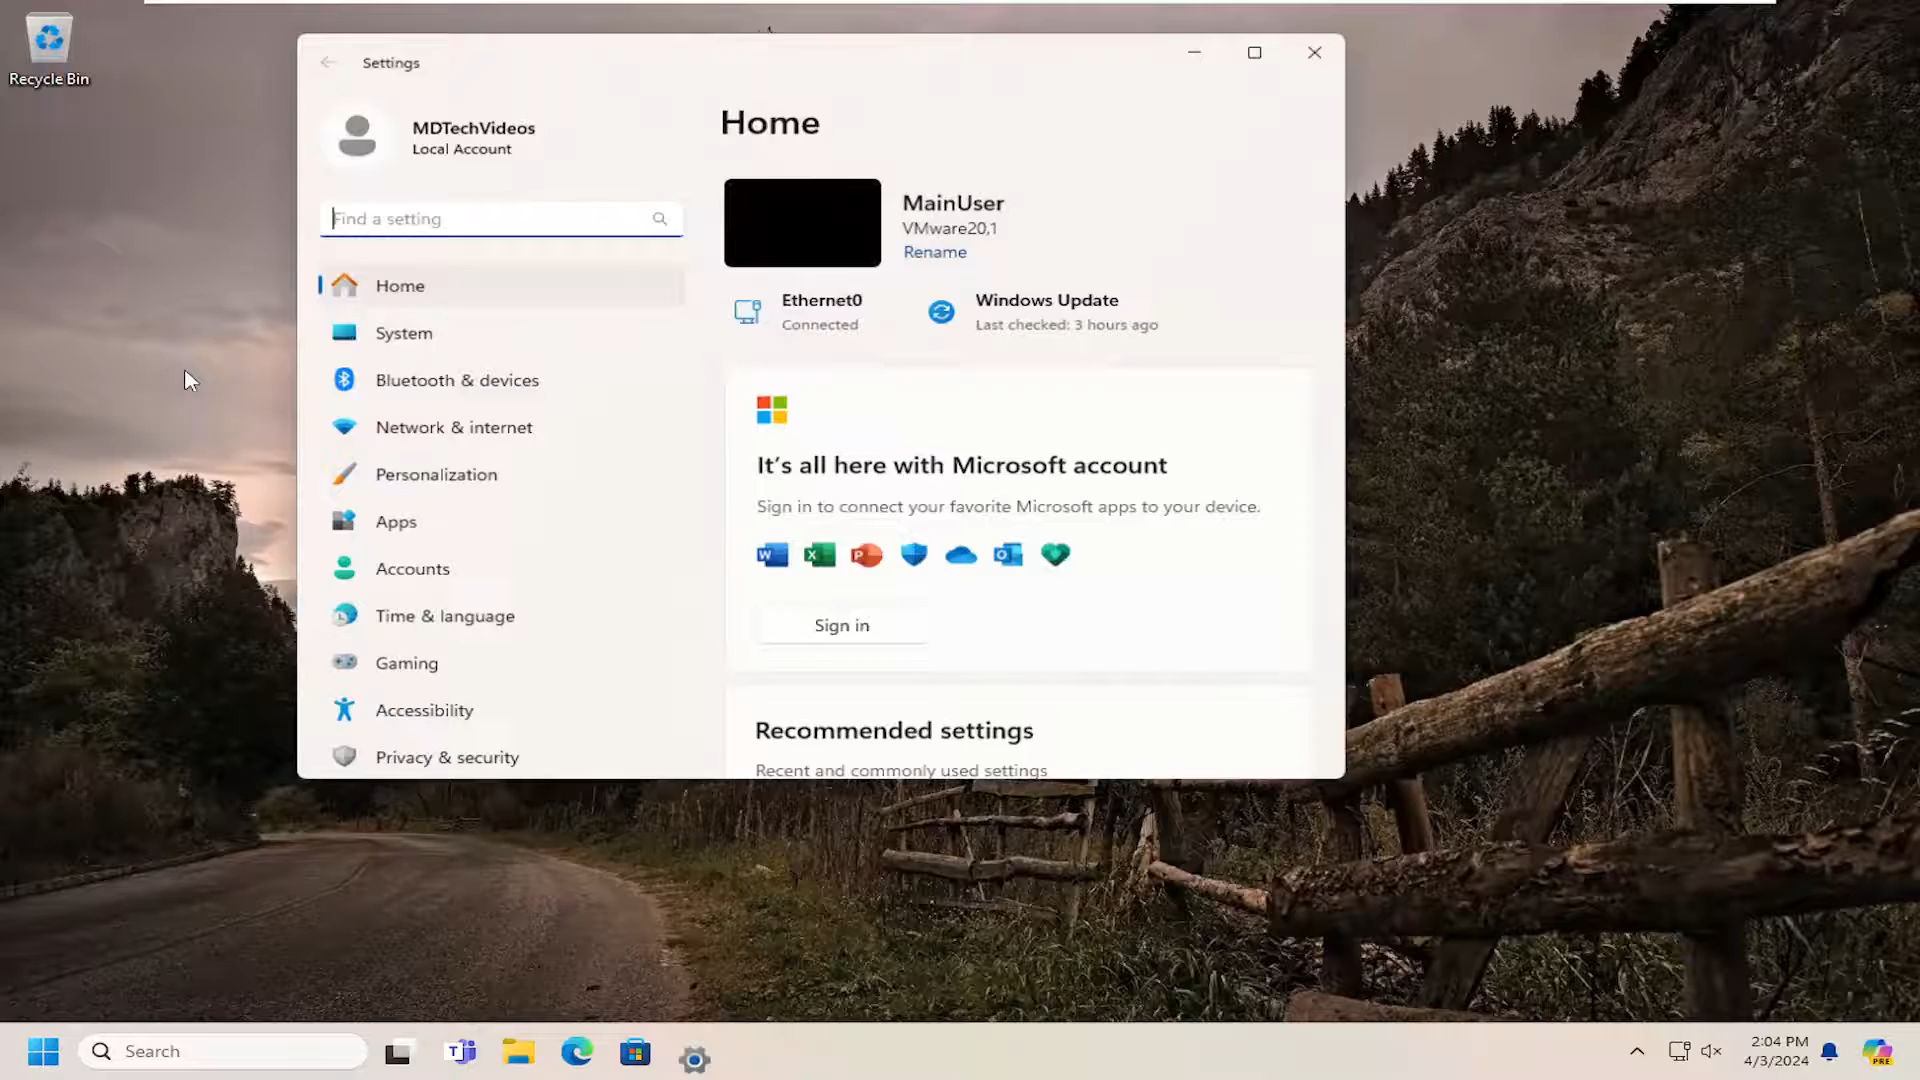 Recycle Bin
Settings
MDTechVideos
Local Account
Find a setting
Home
System
Bluetooth & devices
Network & internet
Personalization
Apps
Accounts
Time & language
Gaming
Accessibility
Privacy & security
Home
MainUser
VMware20,1
Rename
Ethernet0
Connected
Windows Update
Last checked: 3 hours ago
It's all here with Microsoft account
Sign in to connect your favorite Microsoft apps to your device.
W X P O
Sign in
Recommended settings
Recent and commonly used settings
Search
T
2:04 PM
4/3/2024
PRE